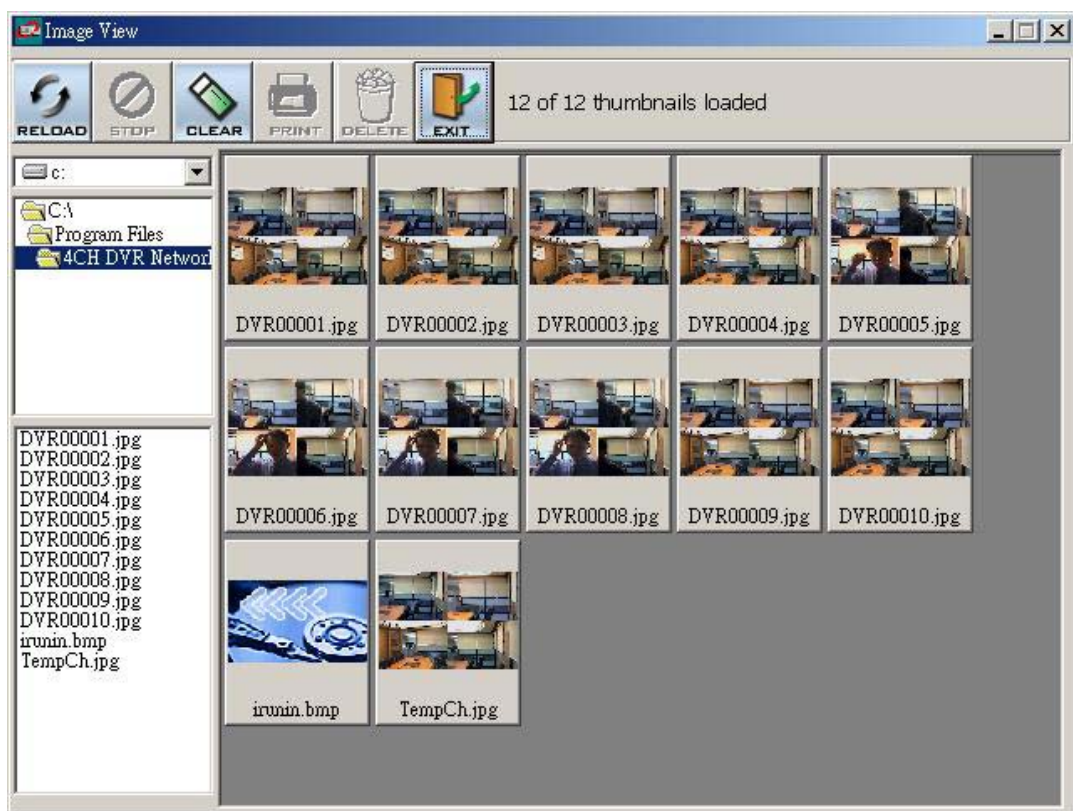 Image View
RELOAD STOP CLEAR PRINT DELETE EXIT 12 of 12 thumbnails loaded
c:
C:\
Program Files
4CH DVR Networ
DVR00001.jpg
DVR00002.jpg
DVR00003.jpg
DVR00004.jpg
DVR00005.jpg
DVR00006.jpg
DVR00007.jpg
DVR00008.jpg
DVR00009.jpg
DVR00010.jpg
irunin.bmp
TempCh.jpg
DVR00001.jpg DVR00002.jpg DVR00003.jpg DVR00004.jpg DVR00005.jpg
DVR00006.jpg DVR00007.jpg DVR00008.jpg DVR00009.jpg DVR00010.jpg
irunin.bmp TempCh.jpg